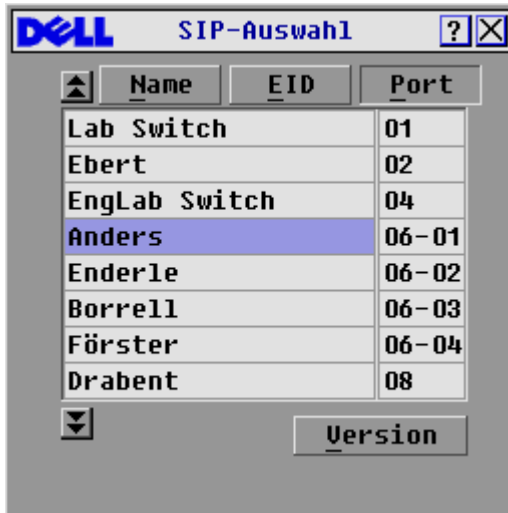 DELL SIP-Auswahl ? X
Name EID Port
Lab Switch 01
Ebert 02
EngLab Switch 04
Anders 06-01
Enderle 06-02
Borrell 06-03
Förster 06-04
Drabent 08
Version